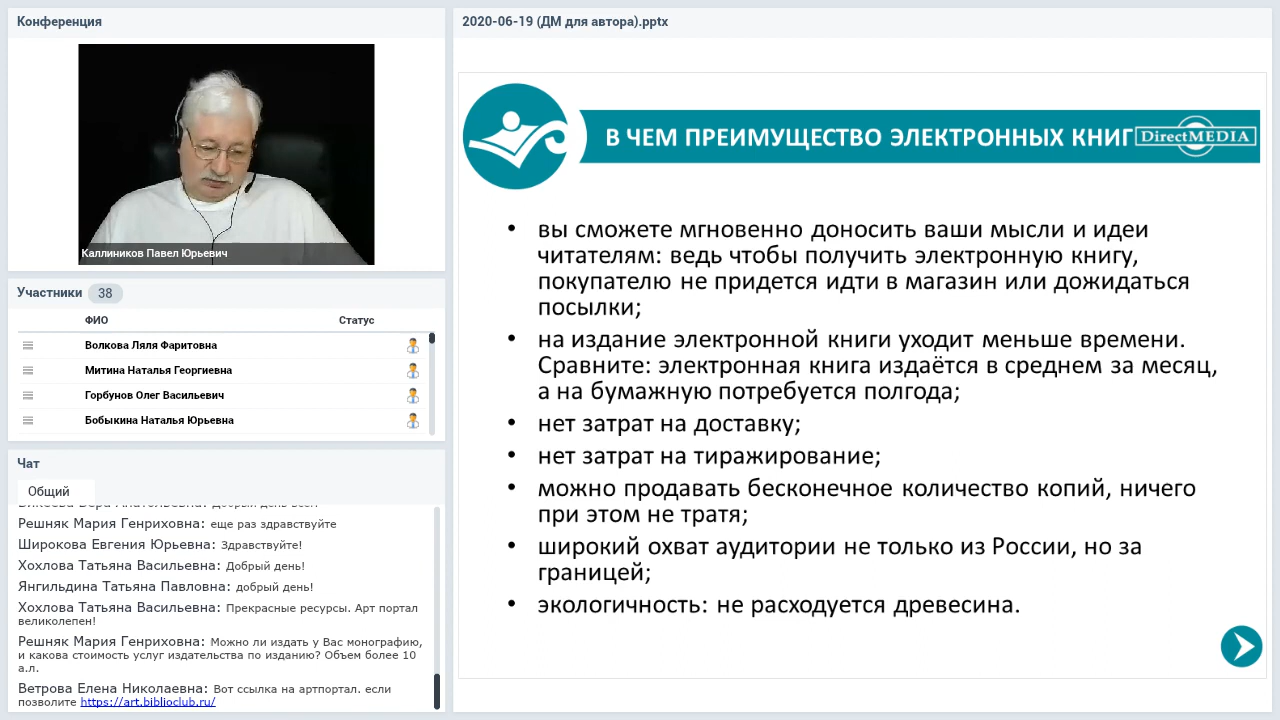 Конференция
Каллиников Павел Юрьевич
Участники 38
ФИО Статус
Волкова Ляля Фаритовна
Митина Наталья Георгиевна
Горбунов Олег Васильевич
Бобыкина Наталья Юрьевна
Чат
Общий
Решняк Мария Генриховна: еще раз здравствуйте
Широкова Евгения Юрьевна: Здравствуйте!
Хохлова Татьяна Васильевна: Добрый день!
Янгильдина Татьяна Павловна: добрый день!
Хохлова Татьяна Васильевна: Прекрасные ресурсы. Арт портал
великолепен!
Решняк Мария Генриховна: Можно ли издать у Вас монографию,
и какова стоимость услуг издательства по изданию? Объем более 10
а.л.
Ветрова Елена Николаевна: Вот ссылка на артпортал. если
позволите https://art.biblioclub.ru/
2020-06-19 (ДМ для автора).pptx
В ЧЕМ ПРЕИМУЩЕСТВО ЭЛЕКТРОННЫХ КНИГ
DirectMEDIA
• вы сможете мгновенно доносить ваши мысли и идеи
читателям: ведь чтобы получить электронную книгу,
покупателю не придется идти в магазин или дожидаться
посылки;
• на издание электронной книги уходит меньше времени.
Сравните: электронная книга издаётся в среднем за месяц,
а на бумажную потребуется полгода;
• нет затрат на доставку;
• нет затрат на тиражирование;
• можно продавать бесконечное количество копий, ничего
при этом не тратя;
• широкий охват аудитории не только из России, но за
границей;
• экологичность: не расходуется древесина.